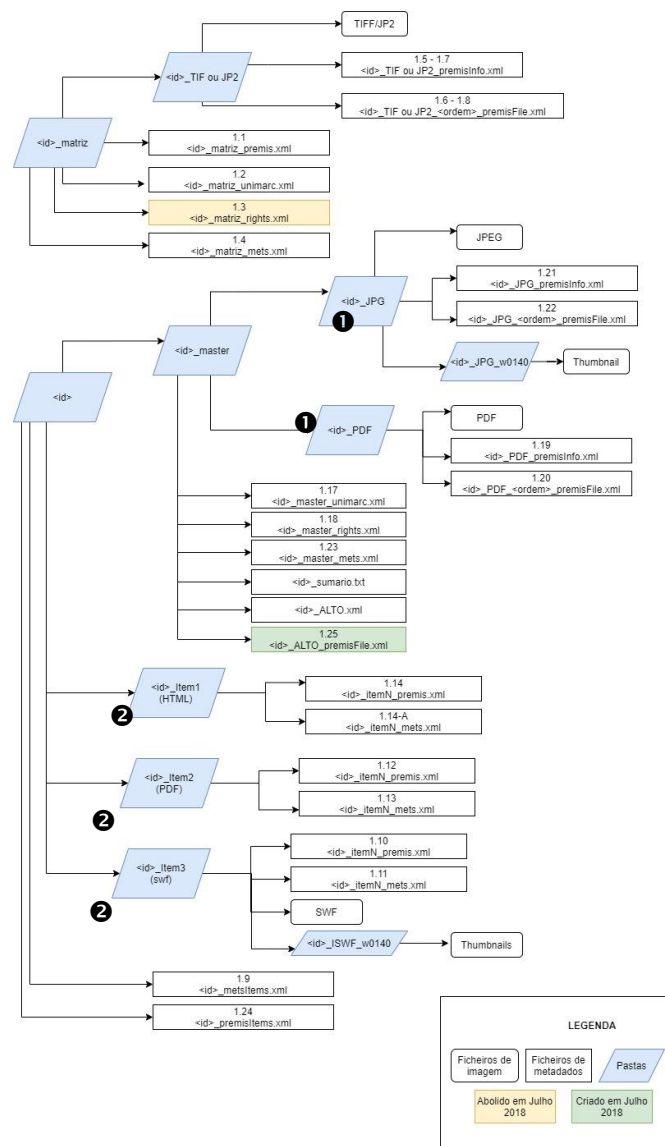 TIFF/JP2
<id>_TIF ou JP2
1.5 - 1.7
<id>_TIF ou JP2_premisInfo.xml
1.6 - 1.8
<id>_TIF ou JP2_<ordem>_premisFile.xml
<id>_matriz
1.1
<id>_matriz_premis.xml
1.2
<id>_matriz_unimarc.xml
1.3
<id>_matriz_rights.xml
1.4
<id>_matriz_mets.xml
JPEG
<id>_JPG
1
1.21
<id>_JPG_premisInfo.xml
1.22
<id>_JPG_<ordem>_premisFile.xml
<id>_master
<id>_JPG_w0140
Thumbnail
<id>
1
<id>_PDF
PDF
1.19
<id>_PDF_premisInfo.xml
1.20
<id>_PDF_<ordem>_premisFile.xml
1.17
<id>_master_unimarc.xml
1.18
<id>_master_rights.xml
1.23
<id>_master_mets.xml
<id>_sumario.txt
<id>_ALTO.xml
1.25
<id>_ALTO_premisFile.xml
<id>_Item1
(HTML)
2
1.14
<id>_itemN_premis.xml
1.14-A
<id>_itemN_mets.xml
<id>_Item2
(PDF)
2
1.12
<id>_itemN_premis.xml
1.13
<id>_itemN_mets.xml
<id>_Item3
(swf)
2
1.10
<id>_itemN_premis.xml
1.11
<id>_itemN_mets.xml
SWF
<id>_ISWF_w0140
Thumbnails
1.9
<id>_metsItems.xml
1.24
<id>_premisItems.xml
LEGENDA
Ficheiros de
imagem
Ficheiros de
metadados
Pastas
Abolido em Julho
2018
Criado em Julho
2018